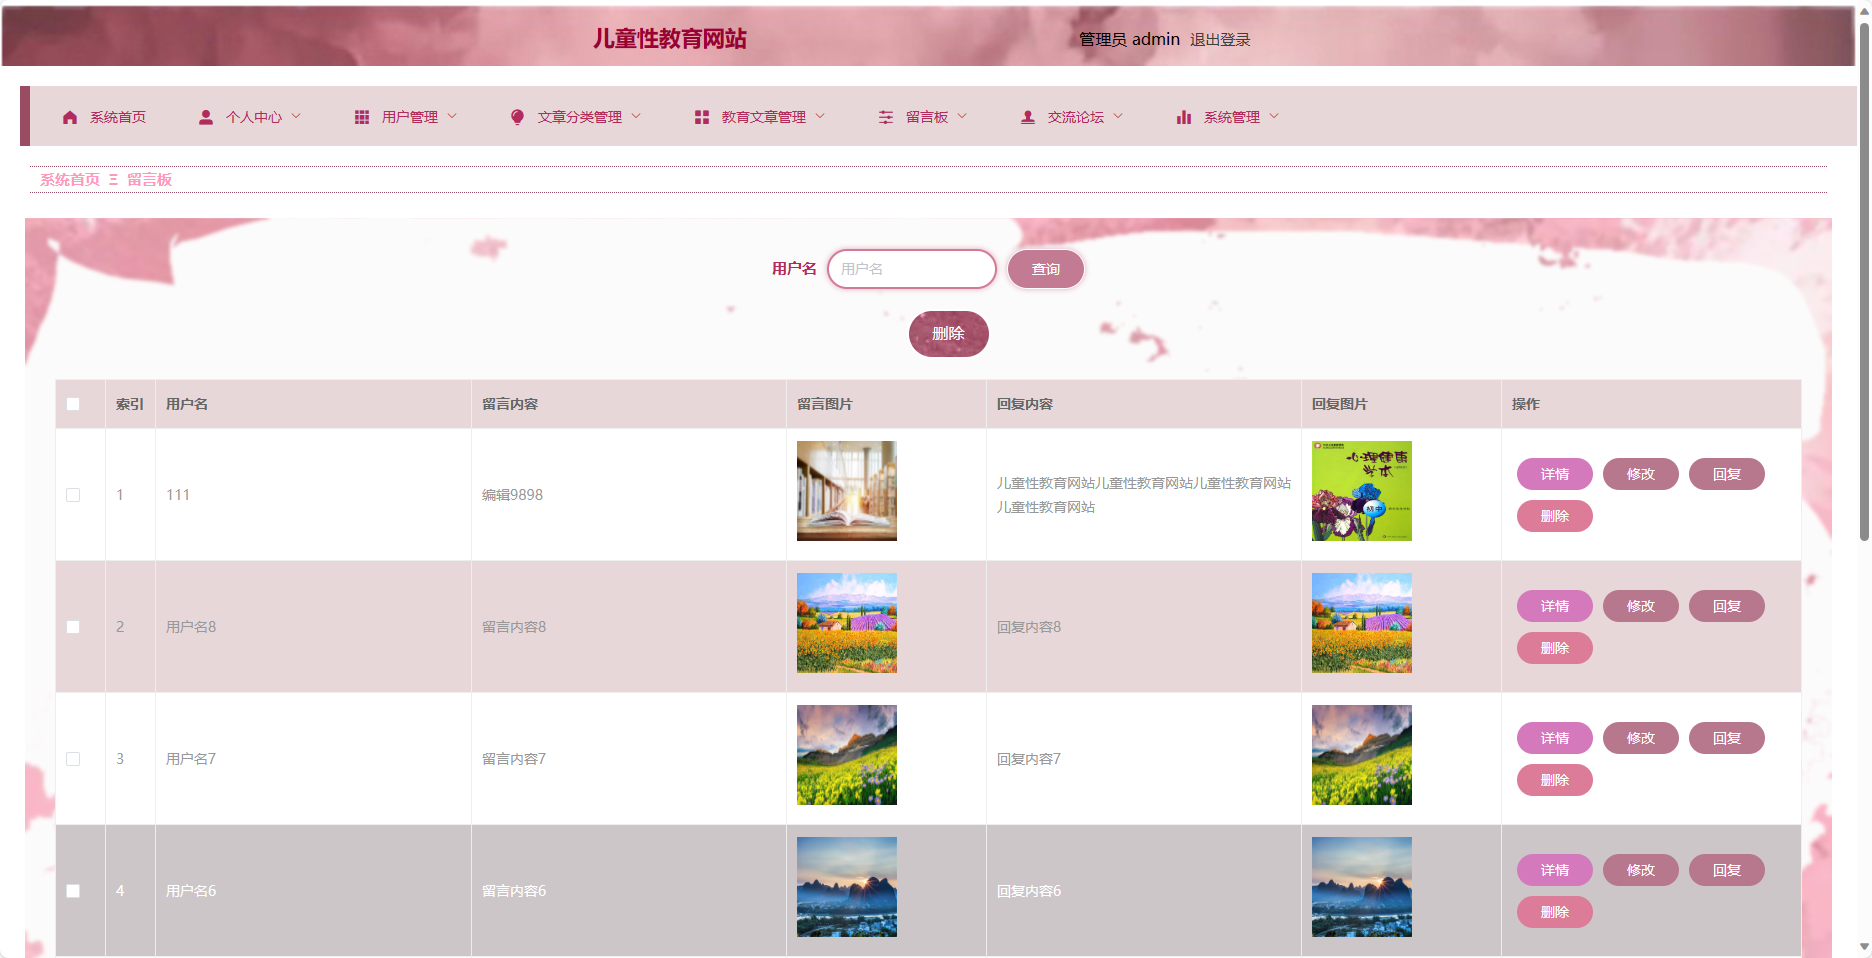 儿童性教育网站
管理员 admin 退出登录
系统首页 个人中心 用户管理 文章分类管理 教育文章管理 留言板 交流论坛 系统管理
系统首页 Ξ 留言板
用户名 用户名 查询
删除
索引 用户名 留言内容 留言图片 回复内容 回复图片 操作
1 111 编辑9898 儿童性教育网站儿童性教育网站儿童性教育网站
儿童性教育网站
心理健康
学本
初中
详情 修改 回复
删除
2 用户名8 留言内容8 回复内容8 详情 修改 回复
删除
3 用户名7 留言内容7 回复内容7 详情 修改 回复
删除
4 用户名6 留言内容6 回复内容6 详情 修改 回复
删除